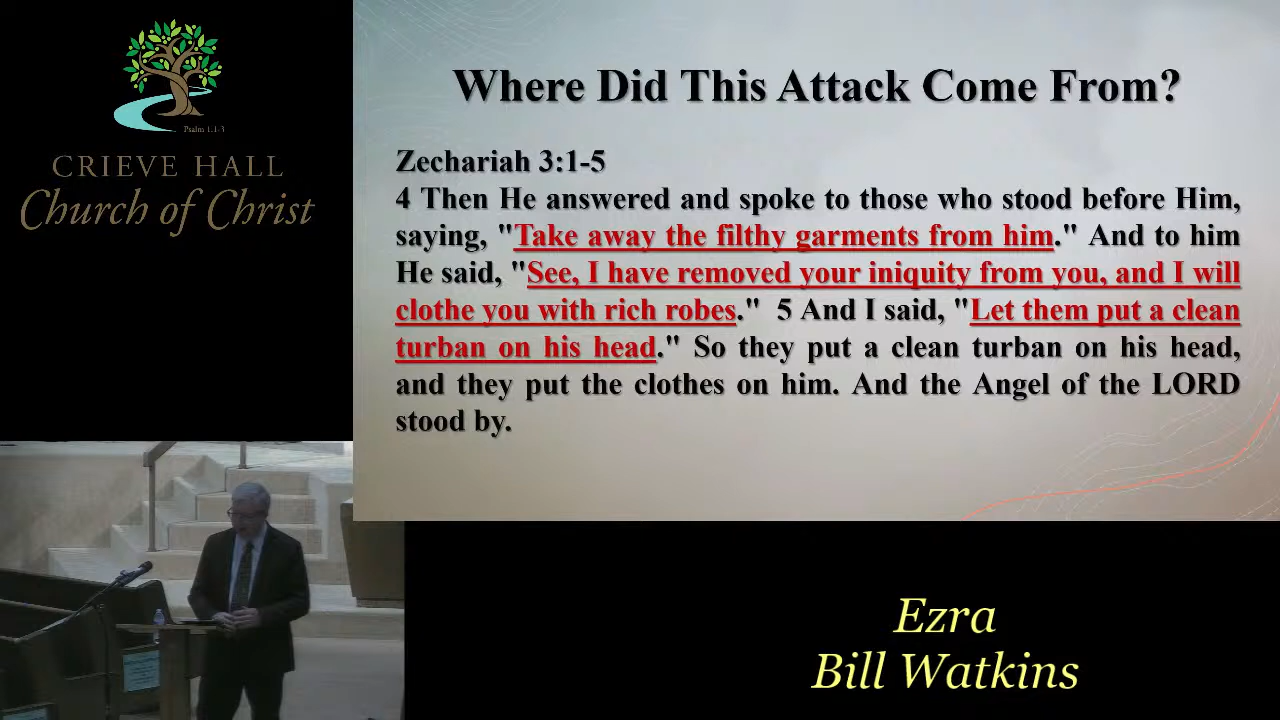 Psalm 1:1-3
CRIEVE HALL
Church of Christ
Where Did This Attack Come From?
Zechariah 3:1-5
4 Then He answered and spoke to those who stood before Him,
saying, "Take away the filthy garments from him." And to him
He said, "See, I have removed your iniquity from you, and I will
clothe you with rich robes." 5 And I said, "Let them put a clean
turban on his head." So they put a clean turban on his head,
and they put the clothes on him. And the Angel of the LORD
stood by.
Ezra
Bill Watkins